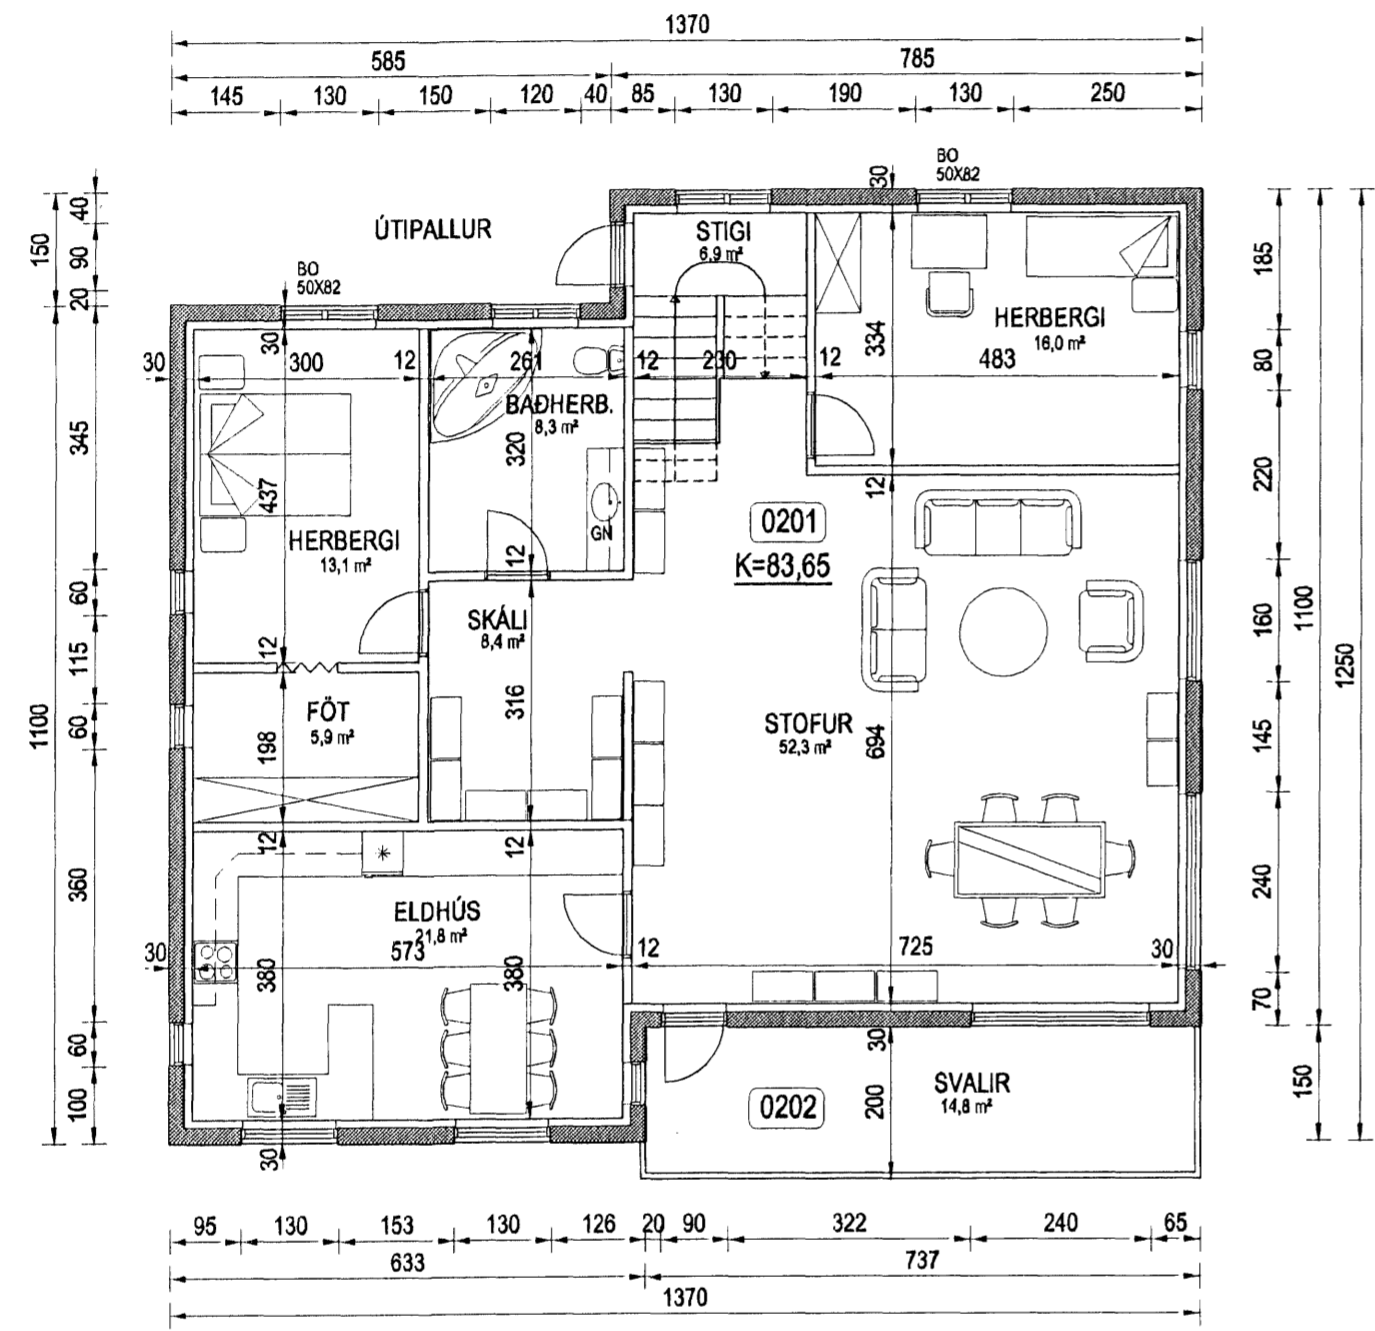 1370
585 785
145 130 150 120 40 85 130 190 130 250
BO
50X82
30
ÚTIPALLUR
STIGI
6,9 m²
BO
50X82
HERBERGI
16,0 m²
150
40
90
20
185
30 30 300 12 261 12 230 12 334 483
80
BAÐHERB.
8,3 m²
345
320
437
220
12
GN
0201
K=83,65
HERBERGI
13,1 m²
12
60
SKÁLI
8,4 m²
160
1100
1250
115
12
FÖT
5,9 m²
316
STOFUR
52,3 m²
694
60
1100
198
145
12
12
360
240
ELDHÚS
21,8 m²
30 573 12 725 30
380
380
70
60
30
SVALIR
14,8 m²
0202
200
150
100
30
95 130 153 130 126 20 90 322 240 65
633 737
1370